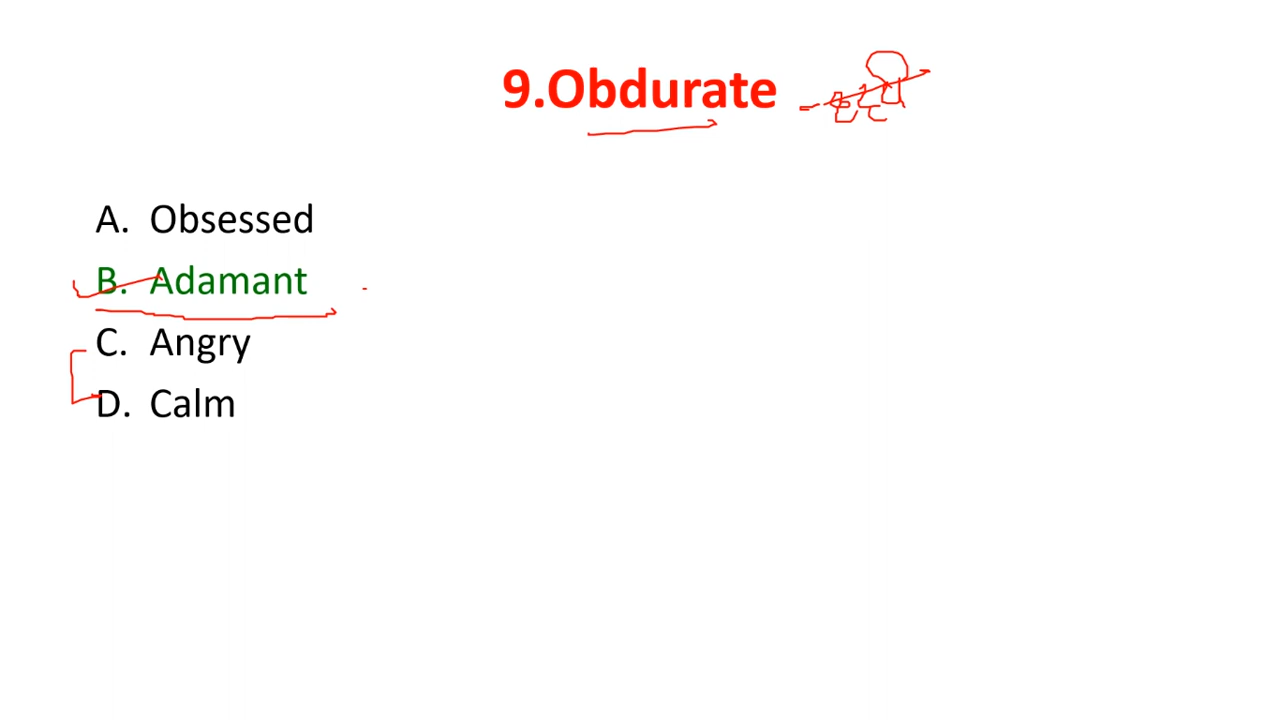 9.Obdurate
A. Obsessed
B. Adamant
C. Angry
D. Calm